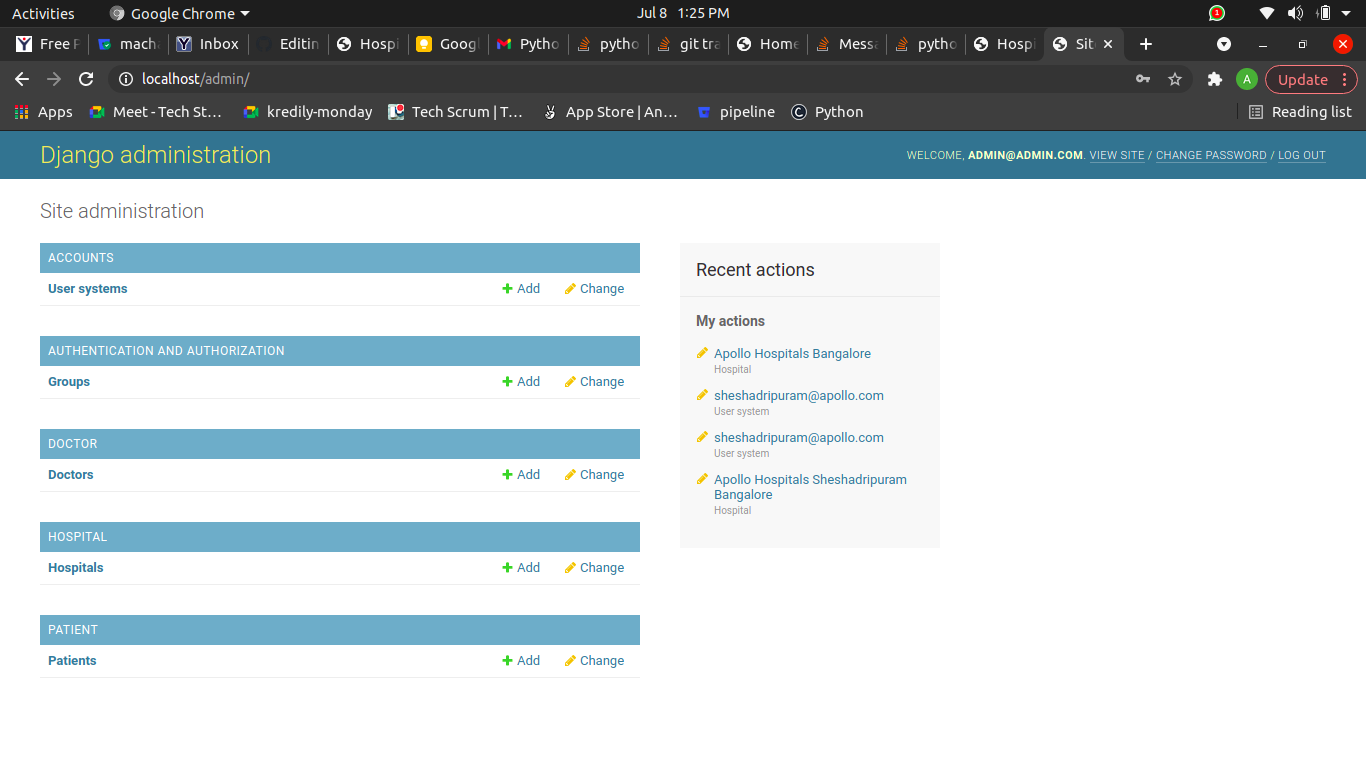 Activities Google Chrome Jul 8 1:25 PM 1
Free P mach Inbox Editin Hospi Googl Pytho pytho git tra Home Messa pytho Hospi Sit
localhost/admin/ A Update
Apps Meet - Tech St... kredily-monday Tech Scrum | T... App Store | An... pipeline C Python Reading list
Django administration WELCOME, ADMIN@ADMIN.COM. VIEW SITE / CHANGE PASSWORD / LOG OUT
Site administration
ACCOUNTS
User systems Add Change
AUTHENTICATION AND AUTHORIZATION
Groups Add Change
DOCTOR
Doctors Add Change
HOSPITAL
Hospitals Add Change
PATIENT
Patients Add Change
Recent actions
My actions
Apollo Hospitals Bangalore
Hospital
sheshadripuram@apollo.com
User system
sheshadripuram@apollo.com
User system
Apollo Hospitals Sheshadripuram
Bangalore
Hospital